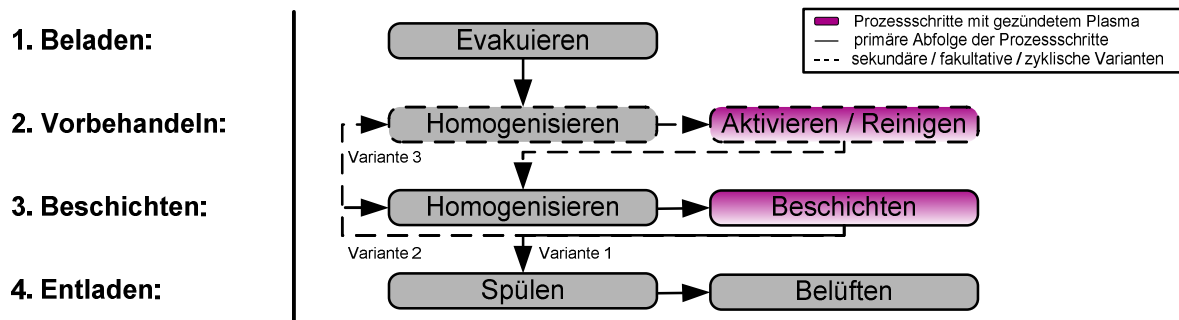 Prozessschritte mit gezündetem Plasma
primäre Abfolge der Prozessschritte
sekundäre / fakultative / zyklische Varianten
1. Beladen:
Evakuieren
2. Vorbehandeln:
Homogenisieren
Aktivieren / Reinigen
Variante 3
3. Beschichten:
Homogenisieren
Beschichten
Variante 2
Variante 1
4. Entladen:
Spülen
Belüften